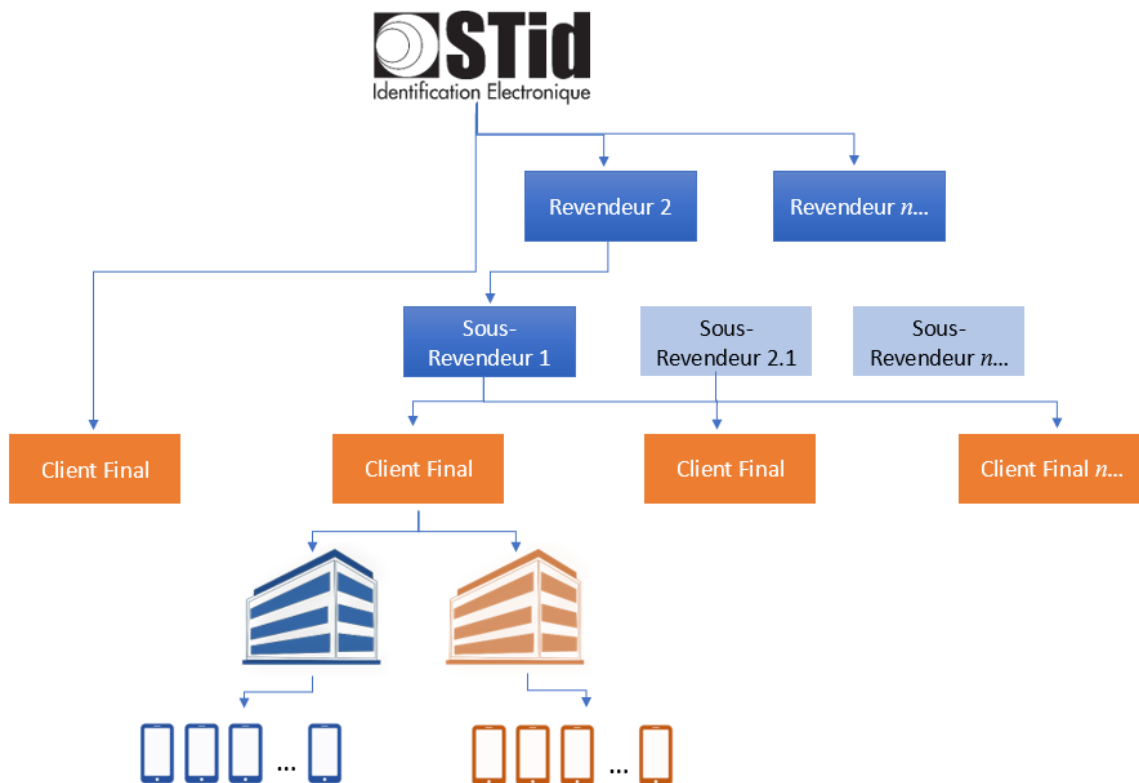 STid
Identification Electronique
Revendeur 2
Revendeur n...
Sous-
Revendeur 1
Sous-
Revendeur 2.1
Sous-
Revendeur n...
Client Final
Client Final
Client Final
Client Final n...
...
...